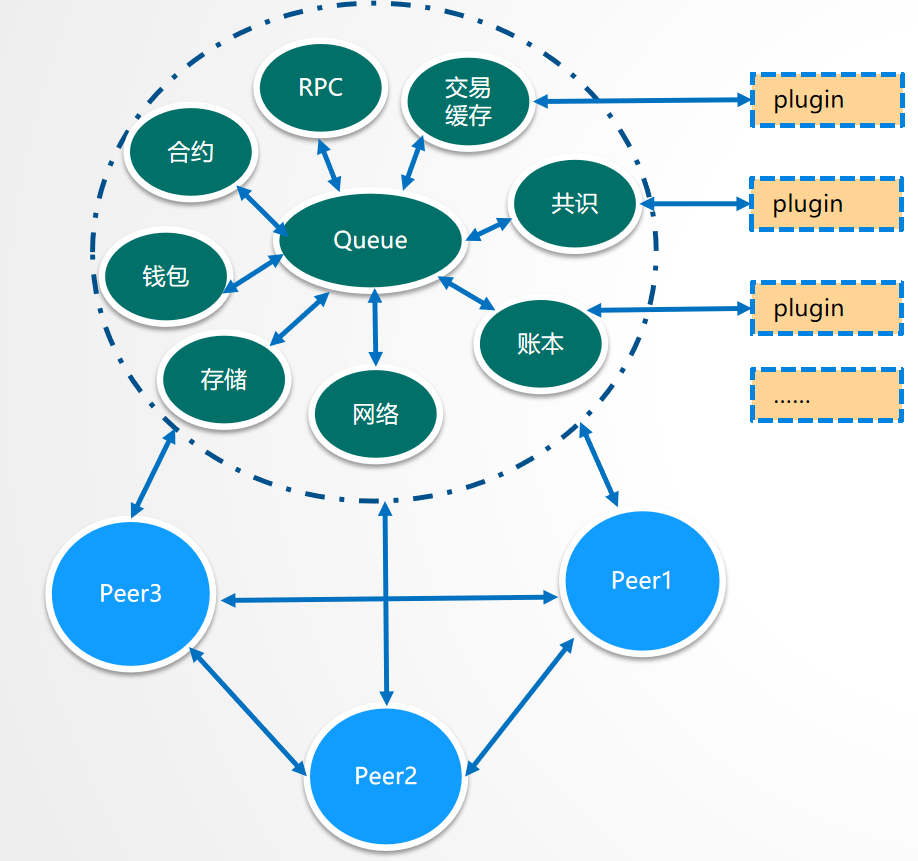 RPC
交易
缓存
plugin
合约
共识
plugin
Queue
钱包
账本
plugin
存储
网络
......
Peer3
Peer1
Peer2